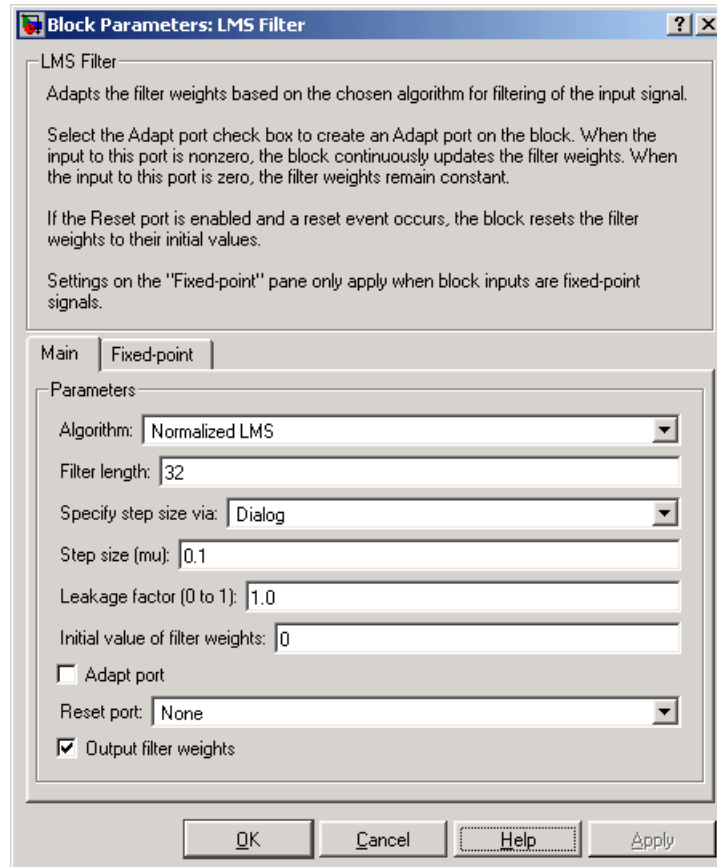 Block Parameters: LMS Filter
LMS Filter
Adapts the filter weights based on the chosen algorithm for filtering of the input signal.
Select the Adapt port check box to create an Adapt port on the block. When the
input to this port is nonzero, the block continuously updates the filter weights. When
the input to this port is zero, the filter weights remain constant.
If the Reset port is enabled and a reset event occurs, the block resets the filter
weights to their initial values.
Settings on the "Fixed-point" pane only apply when block inputs are fixed-point
signals.
Main Fixed-point
Parameters
Algorithm: Normalized LMS
Filter length: 32
Specify step size via: Dialog
Step size (mu): 0.1
Leakage factor (0 to 1): 1.0
Initial value of filter weights: 0
Adapt port
Reset port: None
Output filter weights
OK Cancel Help Apply